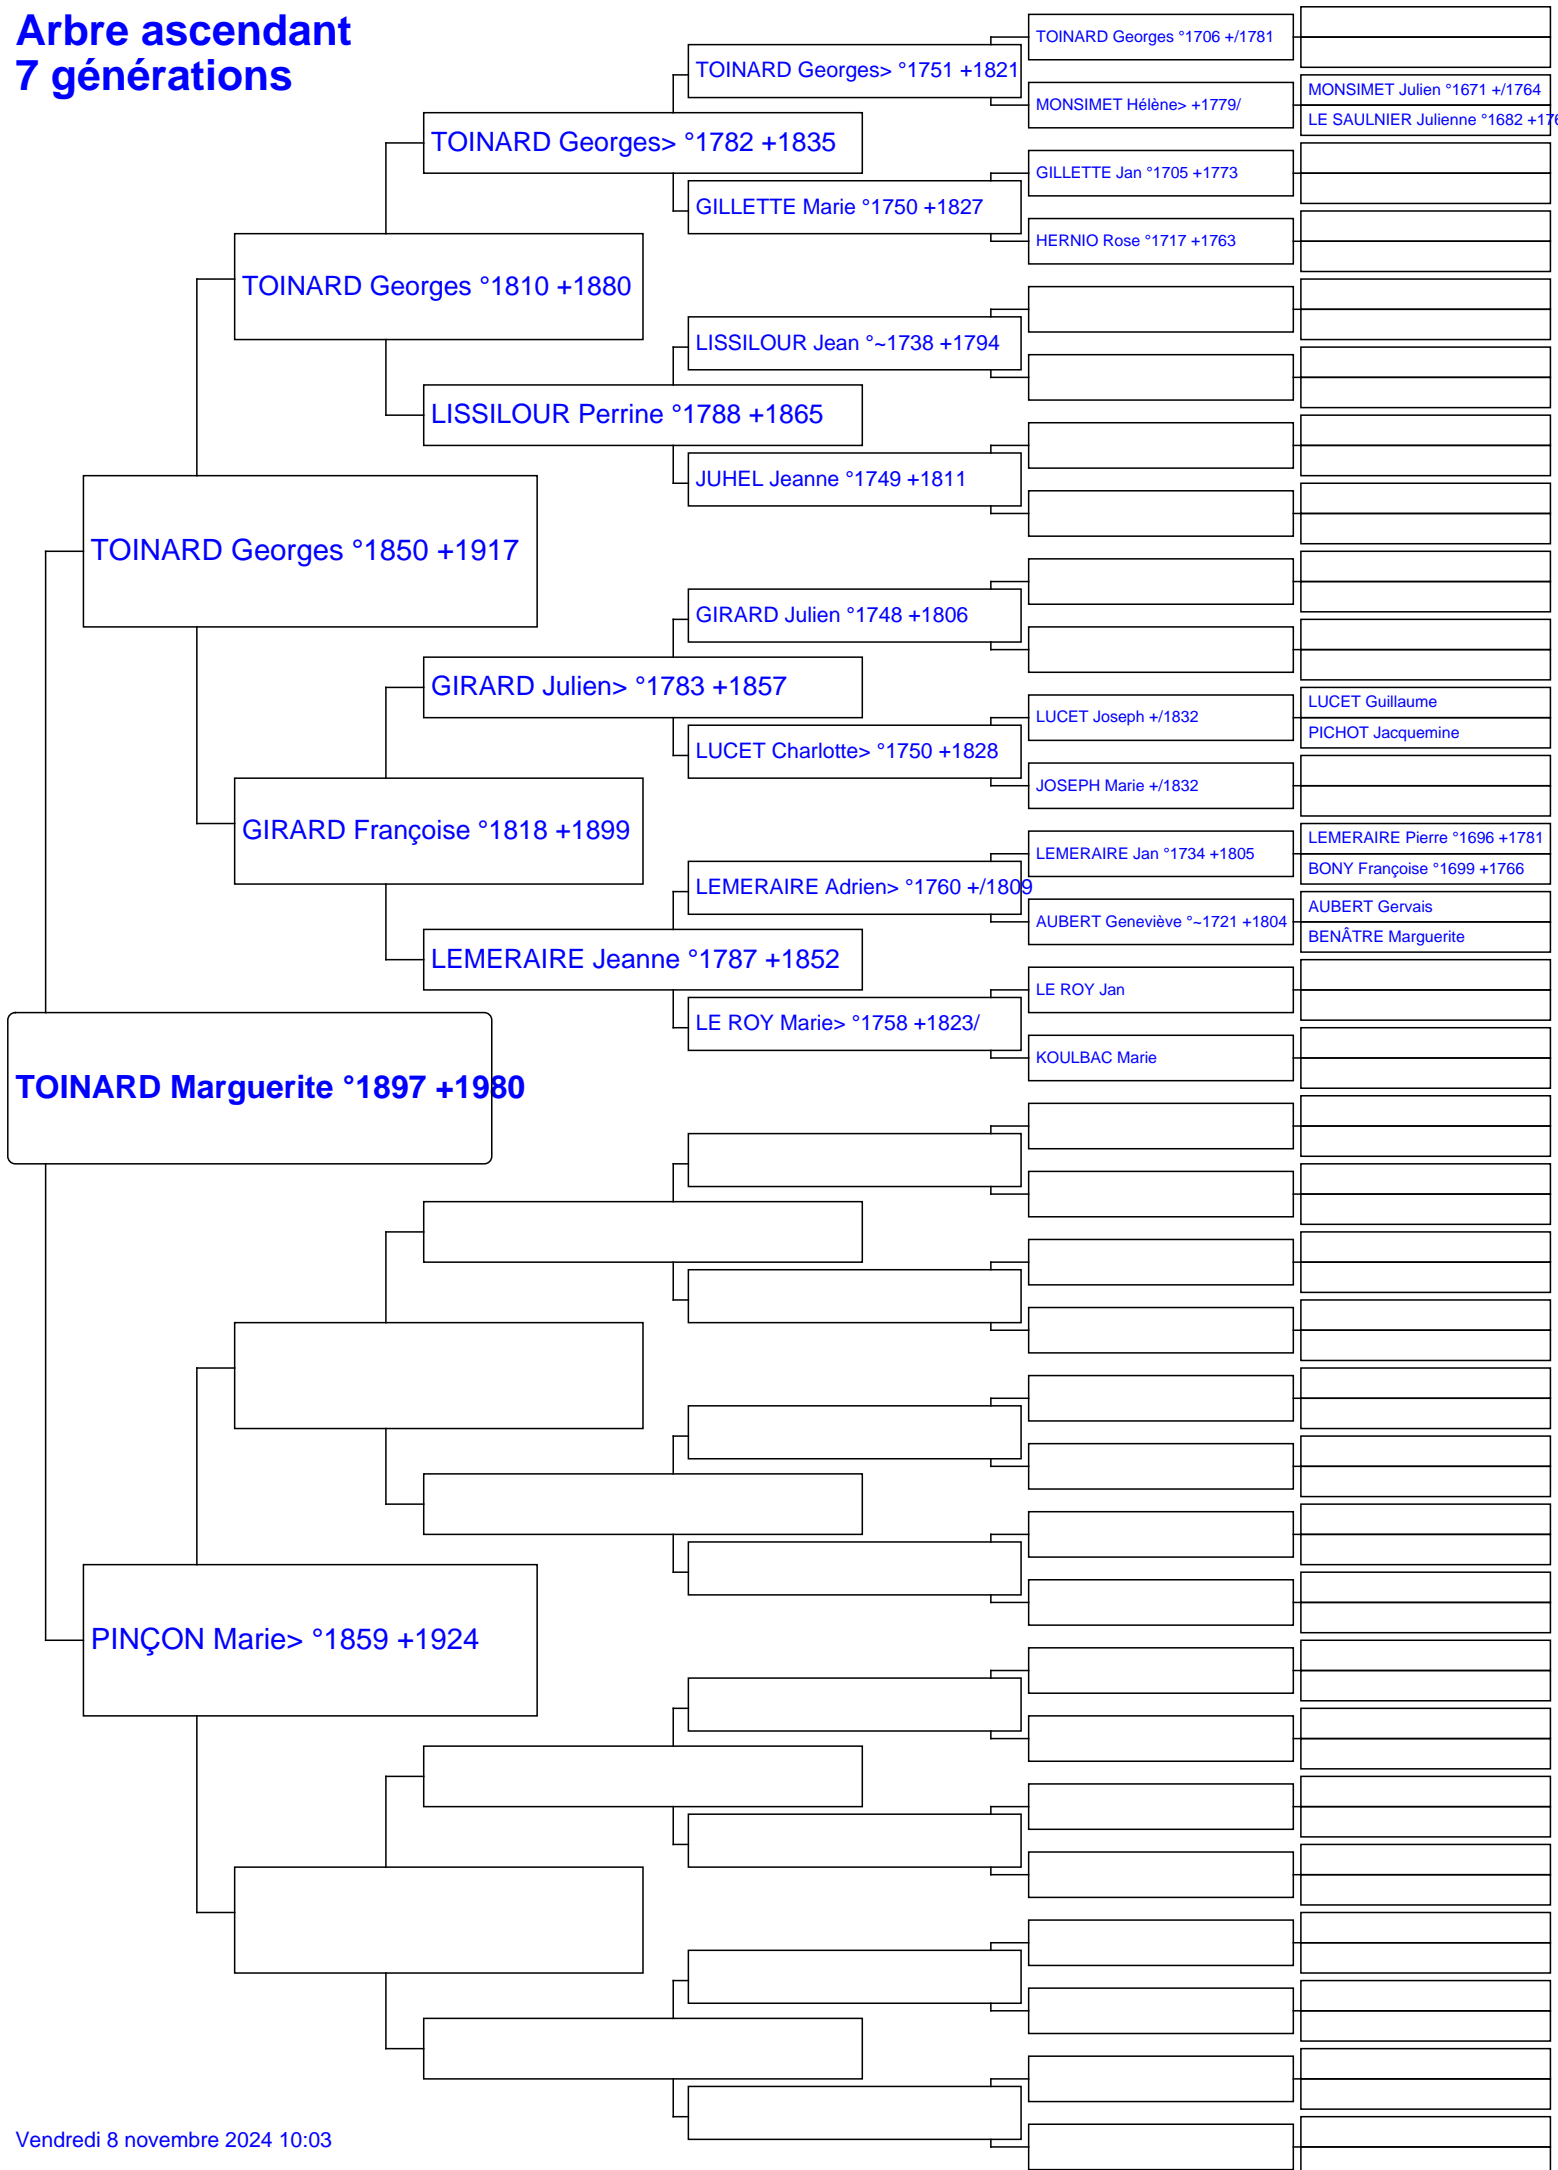 Arbre ascendant
7 générations
TOINARD Marguerite °1897 +1980
TOINARD Georges °1850 +1917
PINÇON Marie> °1859 +1924
TOINARD Georges °1810 +1880
GIRARD Françoise °1818 +1899
TOINARD Georges> °1782 +1835
LISSILOUR Perrine °1788 +1865
GIRARD Julien> °1783 +1857
LEMERAIRE Jeanne °1787 +1852
TOINARD Georges> °1751 +1821
GILLETTE Marie °1750 +1827
LISSILOUR Jean °~1738 +1794
JUHEL Jeanne °1749 +1811
GIRARD Julien °1748 +1806
LUCET Charlotte> °1750 +1828
LEMERAIRE Adrien> °1760 +/1809
LE ROY Marie> °1758 +1823/
TOINARD Georges °1706 +/1781
MONSIMET Hélène> +1779/
GILLETTE Jan °1705 +1773
HERNIO Rose °1717 +1763
LUCET Joseph +/1832
JOSEPH Marie +/1832
LEMERAIRE Jan °1734 +1805
AUBERT Geneviève °~1721 +1804
LE ROY Jan
KOULBAC Marie
MONSIMET Julien °1671 +/1764
LE SAULNIER Julienne °1682
LUCET Guillaume
PICHOT Jacquemine
LEMERAIRE Pierre °1696 +1781
BONY Françoise °1699 +1766
AUBERT Gervais
BENÂTRE Marguerite
Vendredi 8 novembre 2024 10:03